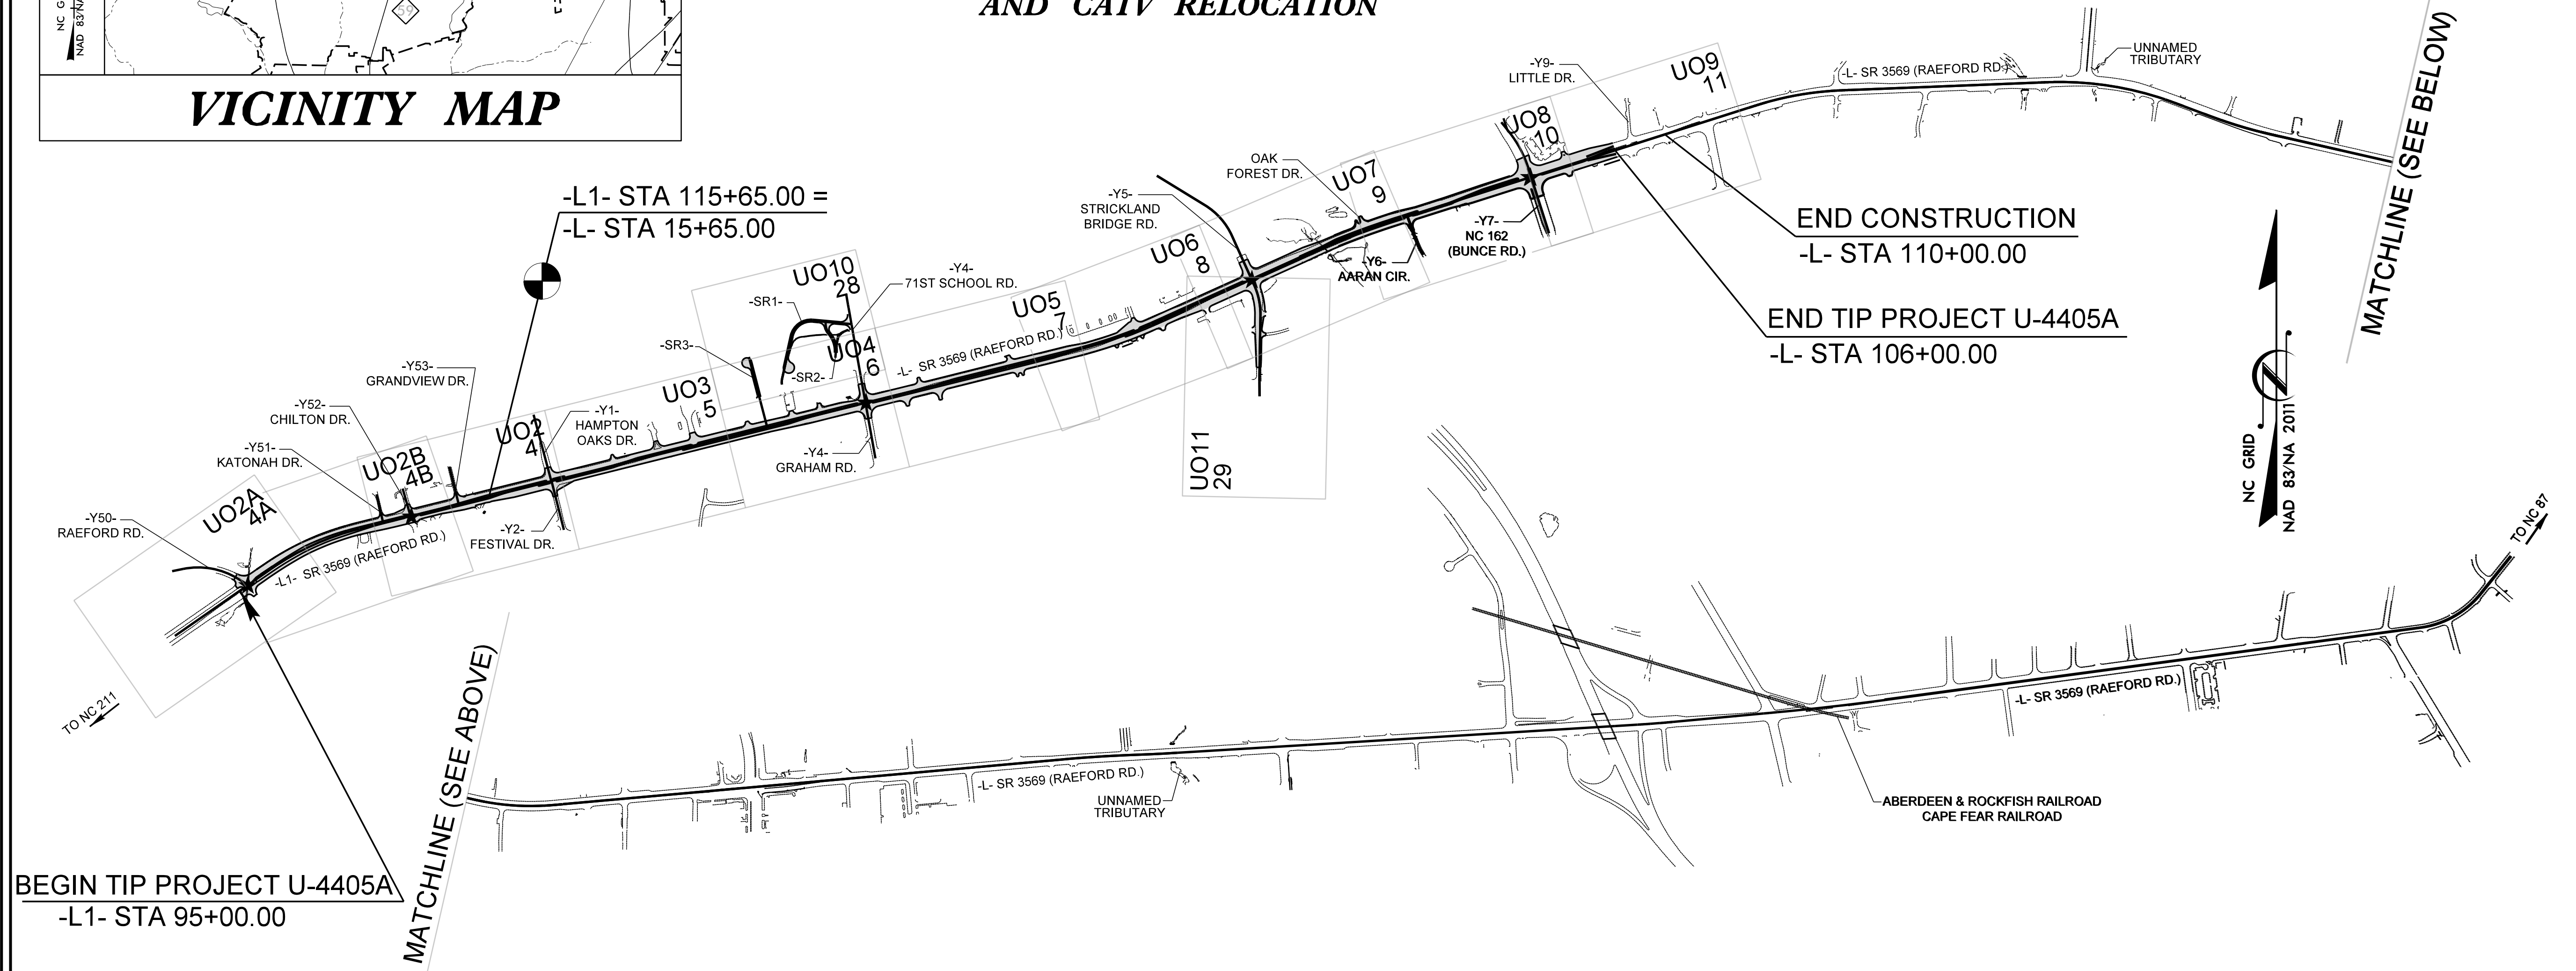 NC G
NAD 83/NA
59
AND CATV RELOCATION
VICINITY MAP
-L1- STA 115+65.00 =
-L- STA 15+65.00
-Y9-
LITTLE DR.
UO9
11
-L- SR 3569 (RAEFORD RD.)
UNNAMED
TRIBUTARY
MATCHLINE (SEE BELOW)
UO8
10
OAK
FOREST DR.
UO7
9
-Y5-
STRICKLAND
BRIDGE RD.
-Y7-
NC 162
(BUNCE RD.)
-Y6-
AARAN CIR.
END CONSTRUCTION
-L- STA 110+00.00
END TIP PROJECT U-4405A
-L- STA 106+00.00
UO6
8
UO10
28
-Y4-
71ST SCHOOL RD.
-SR1-
-SR3-
-SR2-
UO4
6
UO5
7
-L- SR 3569 (RAEFORD RD.)
-Y53-
GRANDVIEW DR.
UO3
5
-Y52-
CHILTON DR.
-Y1-
HAMPTON
OAKS DR.
UO2
4
-Y51-
KATONAH DR.
UO2B
4B
-Y4-
GRAHAM RD.
UO11
29
UO2A
4A
-Y50-
RAEFORD RD.
-Y2-
FESTIVAL DR.
-L1- SR 3569 (RAEFORD RD.)
NC GRID
NAD 83/NA 2011
TO NC 87
TO NC 211
MATCHLINE (SEE ABOVE)
-L- SR 3569 (RAEFORD RD.)
-L- SR 3569 (RAEFORD RD.)
UNNAMED
TRIBUTARY
ABERDEEN & ROCKFISH RAILROAD
CAPE FEAR RAILROAD
BEGIN TIP PROJECT U-4405A
-L1- STA 95+00.00